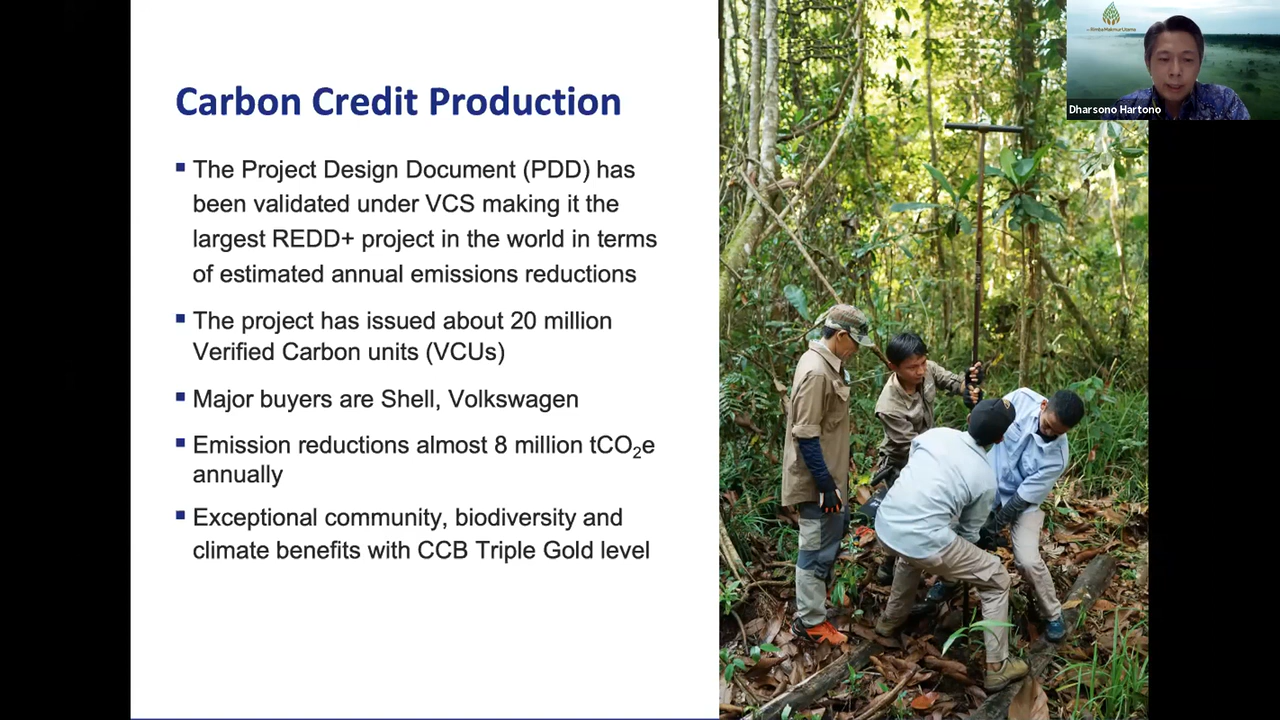 Carbon Credit Production
▪ The Project Design Document (PDD) has
been validated under VCS making it the
largest REDD+ project in the world in terms
of estimated annual emissions reductions
▪ The project has issued about 20 million
Verified Carbon units (VCUs)
▪ Major buyers are Shell, Volkswagen
▪ Emission reductions almost 8 million tCO₂e
annually
▪ Exceptional community, biodiversity and
climate benefits with CCB Triple Gold level
RimbaMakmurUtama
Dharsono Hartono